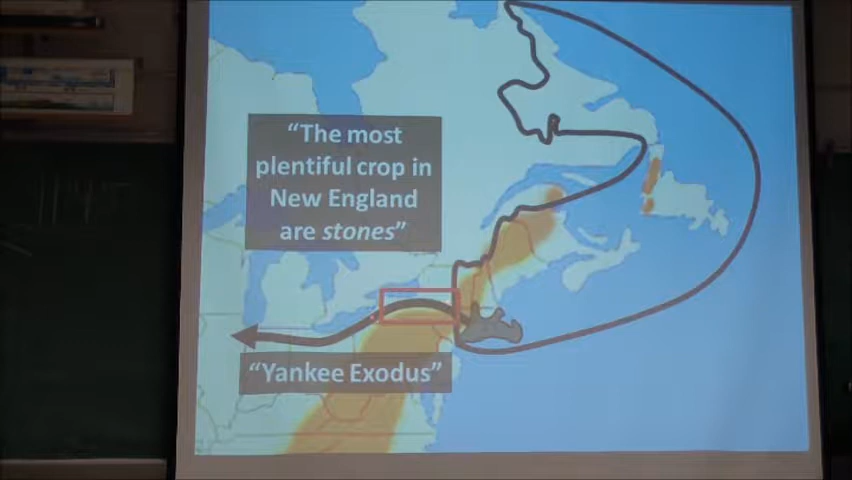 “The most
plentiful crop in
New England
are stones”
“Yankee Exodus”